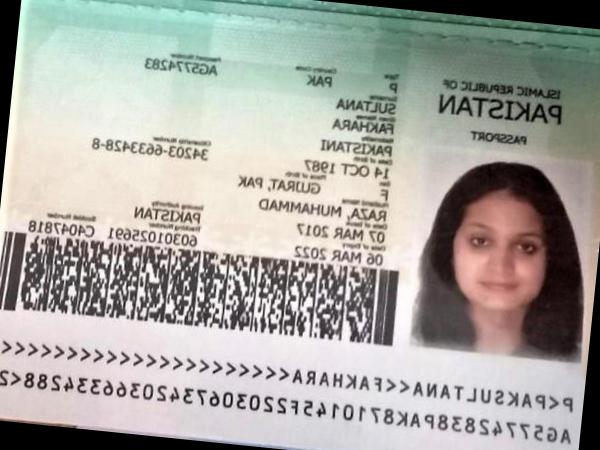 ISLAMIC REPUBLIC OF
PAKISTAN
PASSPORT
Type Country Code Passport Number
P PAK AG5774283
Surname
SULTANA
Given Names
FAKHARA
Nationality
PAKISTANI
Date of Birth Citizenship Number
14 OCT 1987 34203-6633428-8
Sex Place of Birth
F GUJRAT, PAK
Husband Name
RAZA, MUHAMMAD
Date of Issue Issuing Authority
07 MAR 2017 PAKISTAN
Date of Expiry Tracking Number Booklet Number
06 MAR 2022 60301025691 C4047818
P<PAKSULTANA<<FAKHARA<<<<<<<<<<<<<<<<<<<<<<
AG57742838PAK8710145F22030673420366334288<2